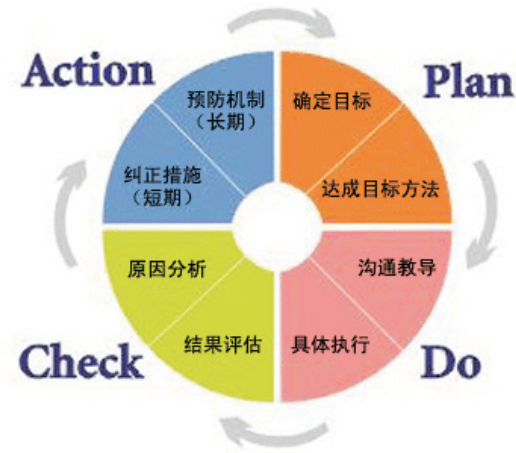 Action
Plan
预防机制
（长期）
确定目标
纠正措施
（短期）
达成目标方法
原因分析
沟通教导
结果评估
具体执行
Check
Do